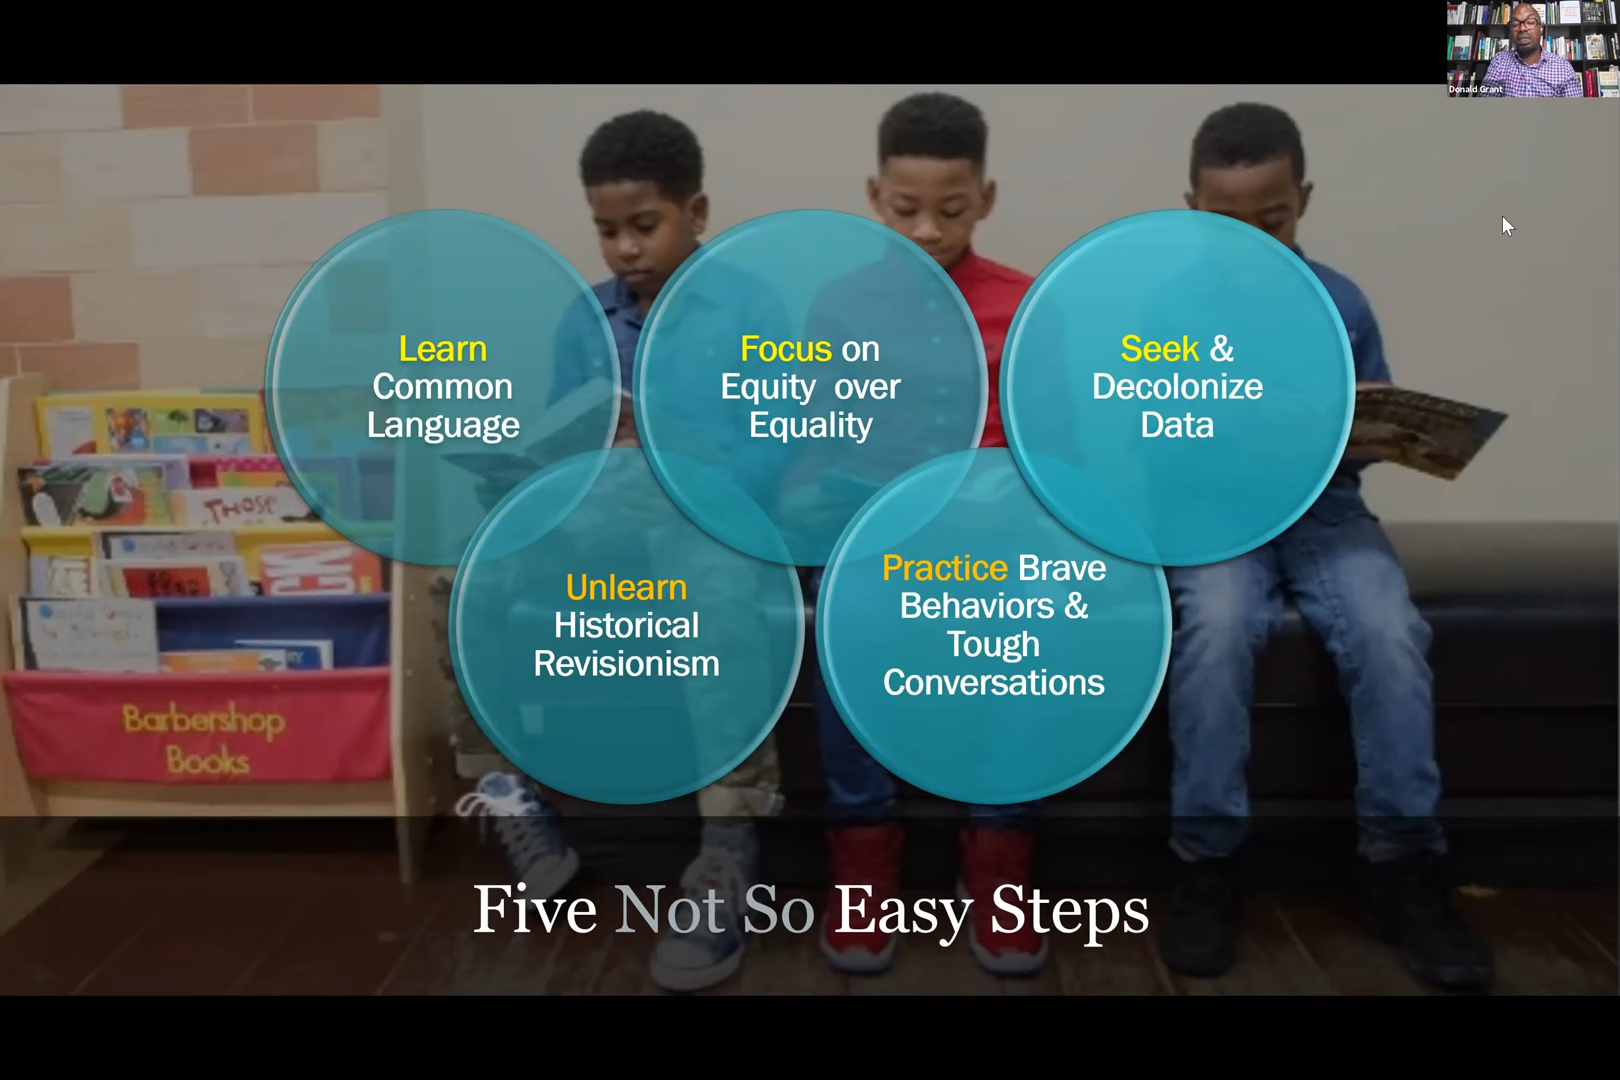 Donald Grant
Learn
Common
Language
Focus on
Equity over
Equality
Seek &
Decolonize
Data
Unlearn
Historical
Revisionism
Practice Brave
Behaviors &
Tough
Conversations
THOSE
Barbershop
Books
Five Not So Easy Steps